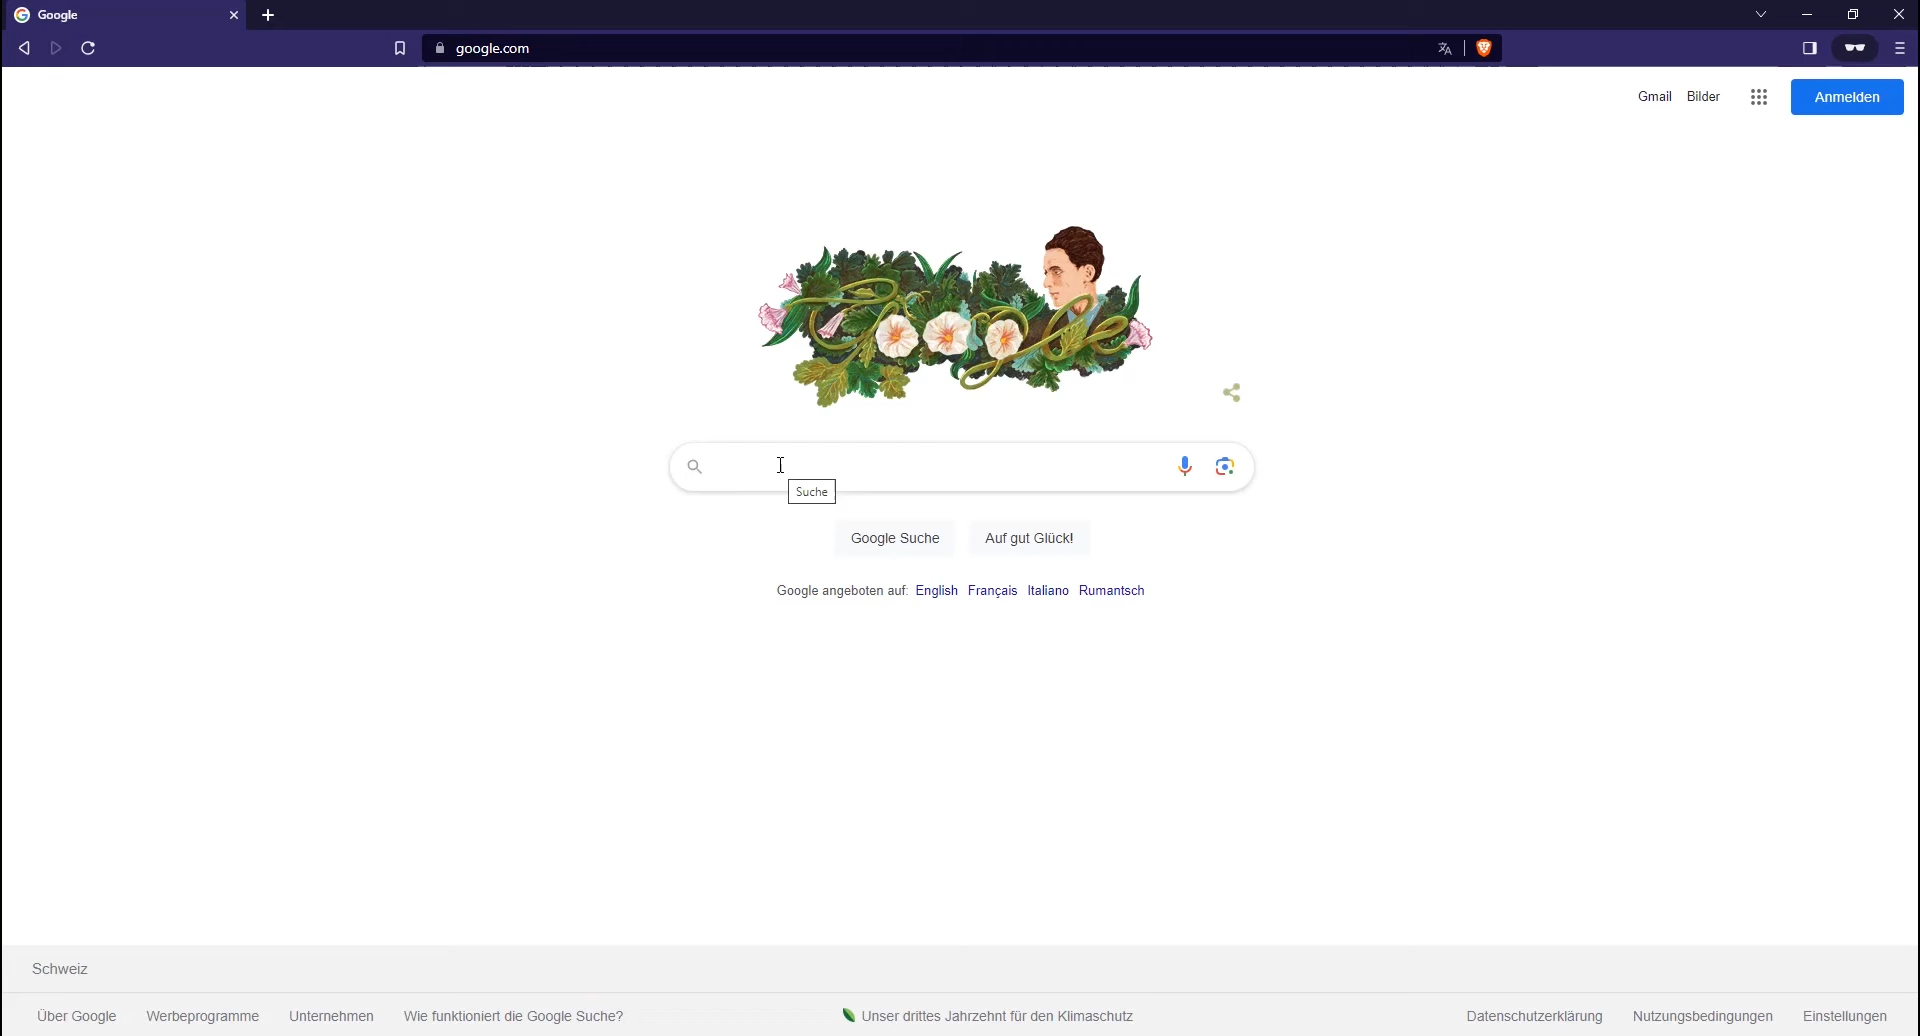 Google
google.com
Gmail Bilder Anmelden
Suche
Google Suche Auf gut Glück!
Google angeboten auf: English Français Italiano Rumantsch
Schweiz
Über Google Werbeprogramme Unternehmen Wie funktioniert die Google Suche? Unser drittes Jahrzehnt für den Klimaschutz Datenschutzerklärung Nutzungsbedingungen Einstellungen